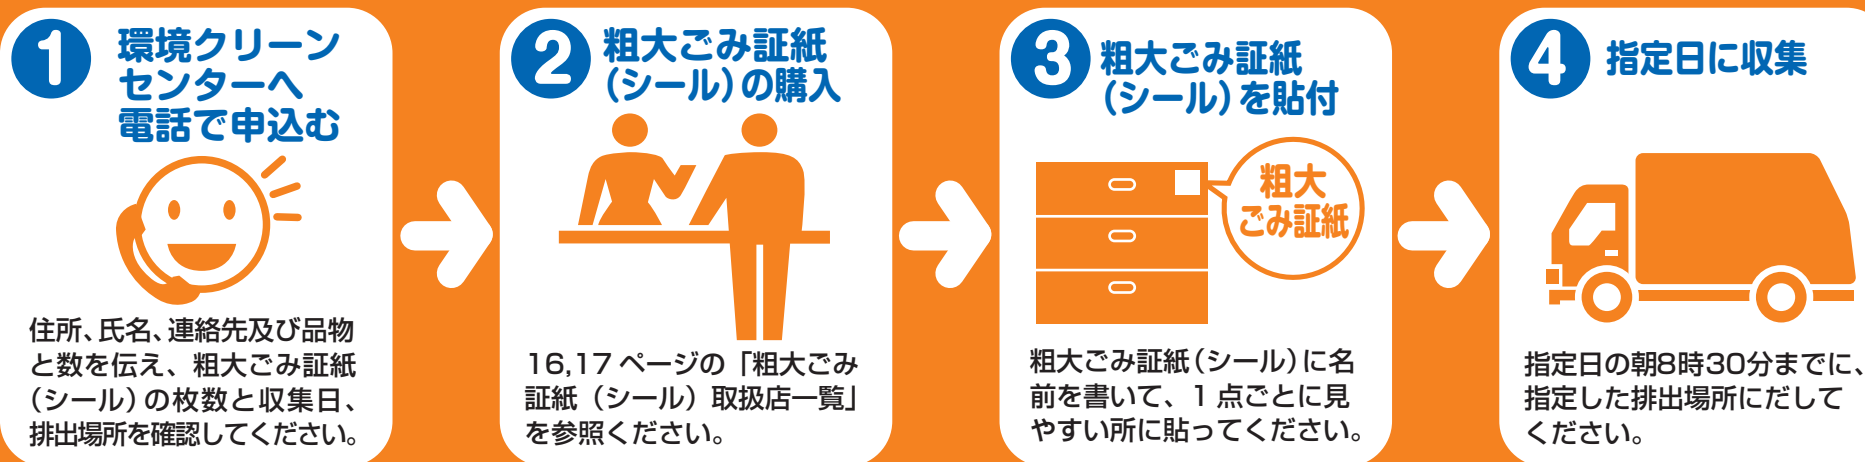 1
環境クリーン
センターへ
電話で申込む
住所、氏名、連絡先及び品物
と数を伝え、粗大ごみ証紙
（シール）の枚数と収集日、
排出場所を確認してください。
2
粗大ごみ証紙
（シール）の購入
16,17ページの「粗大ごみ
証紙（シール）取扱店一覧」
を参照ください。
3
粗大ごみ証紙
（シール）を貼付
粗大
ごみ証紙
粗大ごみ証紙（シール）に名
前を書いて、1点ごとに見
やすい所に貼ってください。
4
指定日に収集
指定日の朝8時30分までに、
指定した排出場所にだして
ください。